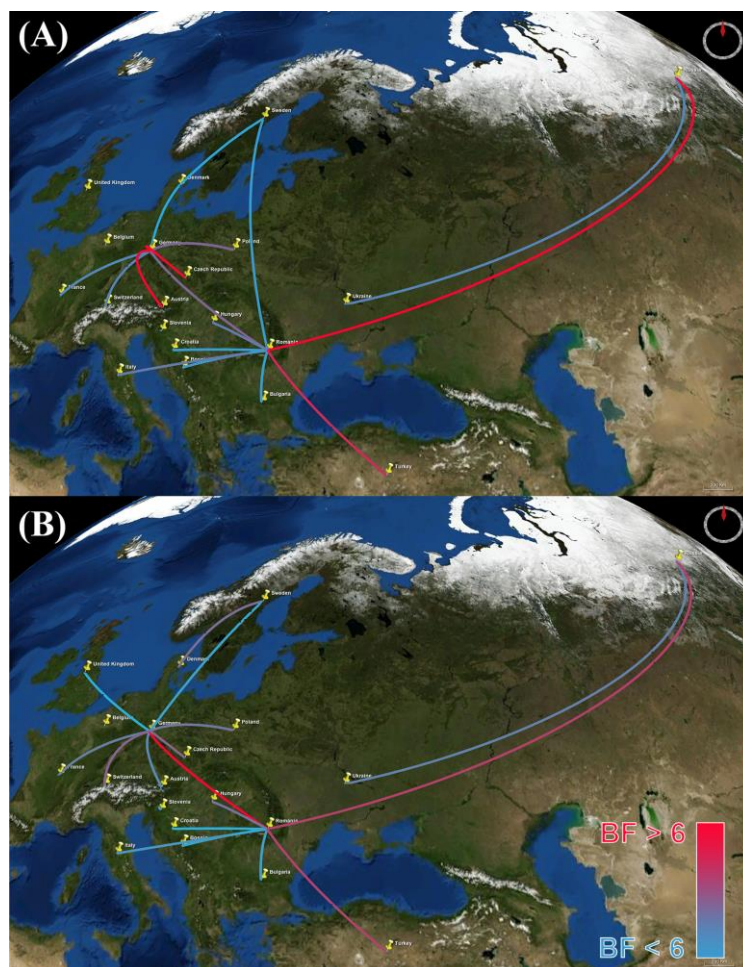 (A)
Sweden
United Kingdom
Denmark
Belgium
Poland
Czech Republic
France
Switzerland
Austria
Ukraine
Slovenia
Hungary
Croatia
Romania
Italy
Bulgaria
Turkey
(B)
Sweden
United Kingdom
Denmark
Germany
Poland
Czech Republic
France
Switzerland
Austria
Ukraine
Slovenia
Hungary
Croatia
Romania
Italy
Bulgaria
Turkey
BF > 6
BF < 6